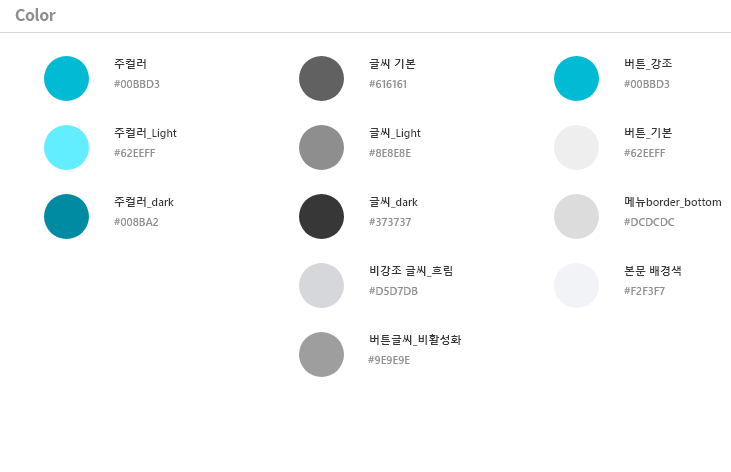 Color
주컬러
#00BBD3
주컬러_Light
#62EEFF
주컬러_dark
#008BA2
글씨 기본
#616161
글씨_Light
#8E8E8E
글씨_dark
#373737
비강조 글씨_흐림
#D5D7DB
버튼글씨_비활성화
#9E9E9E
버튼_강조
#00BBD3
버튼_기본
#62EEFF
메뉴border_bottom
#DCDCDC
본문 배경색
#F2F3F7